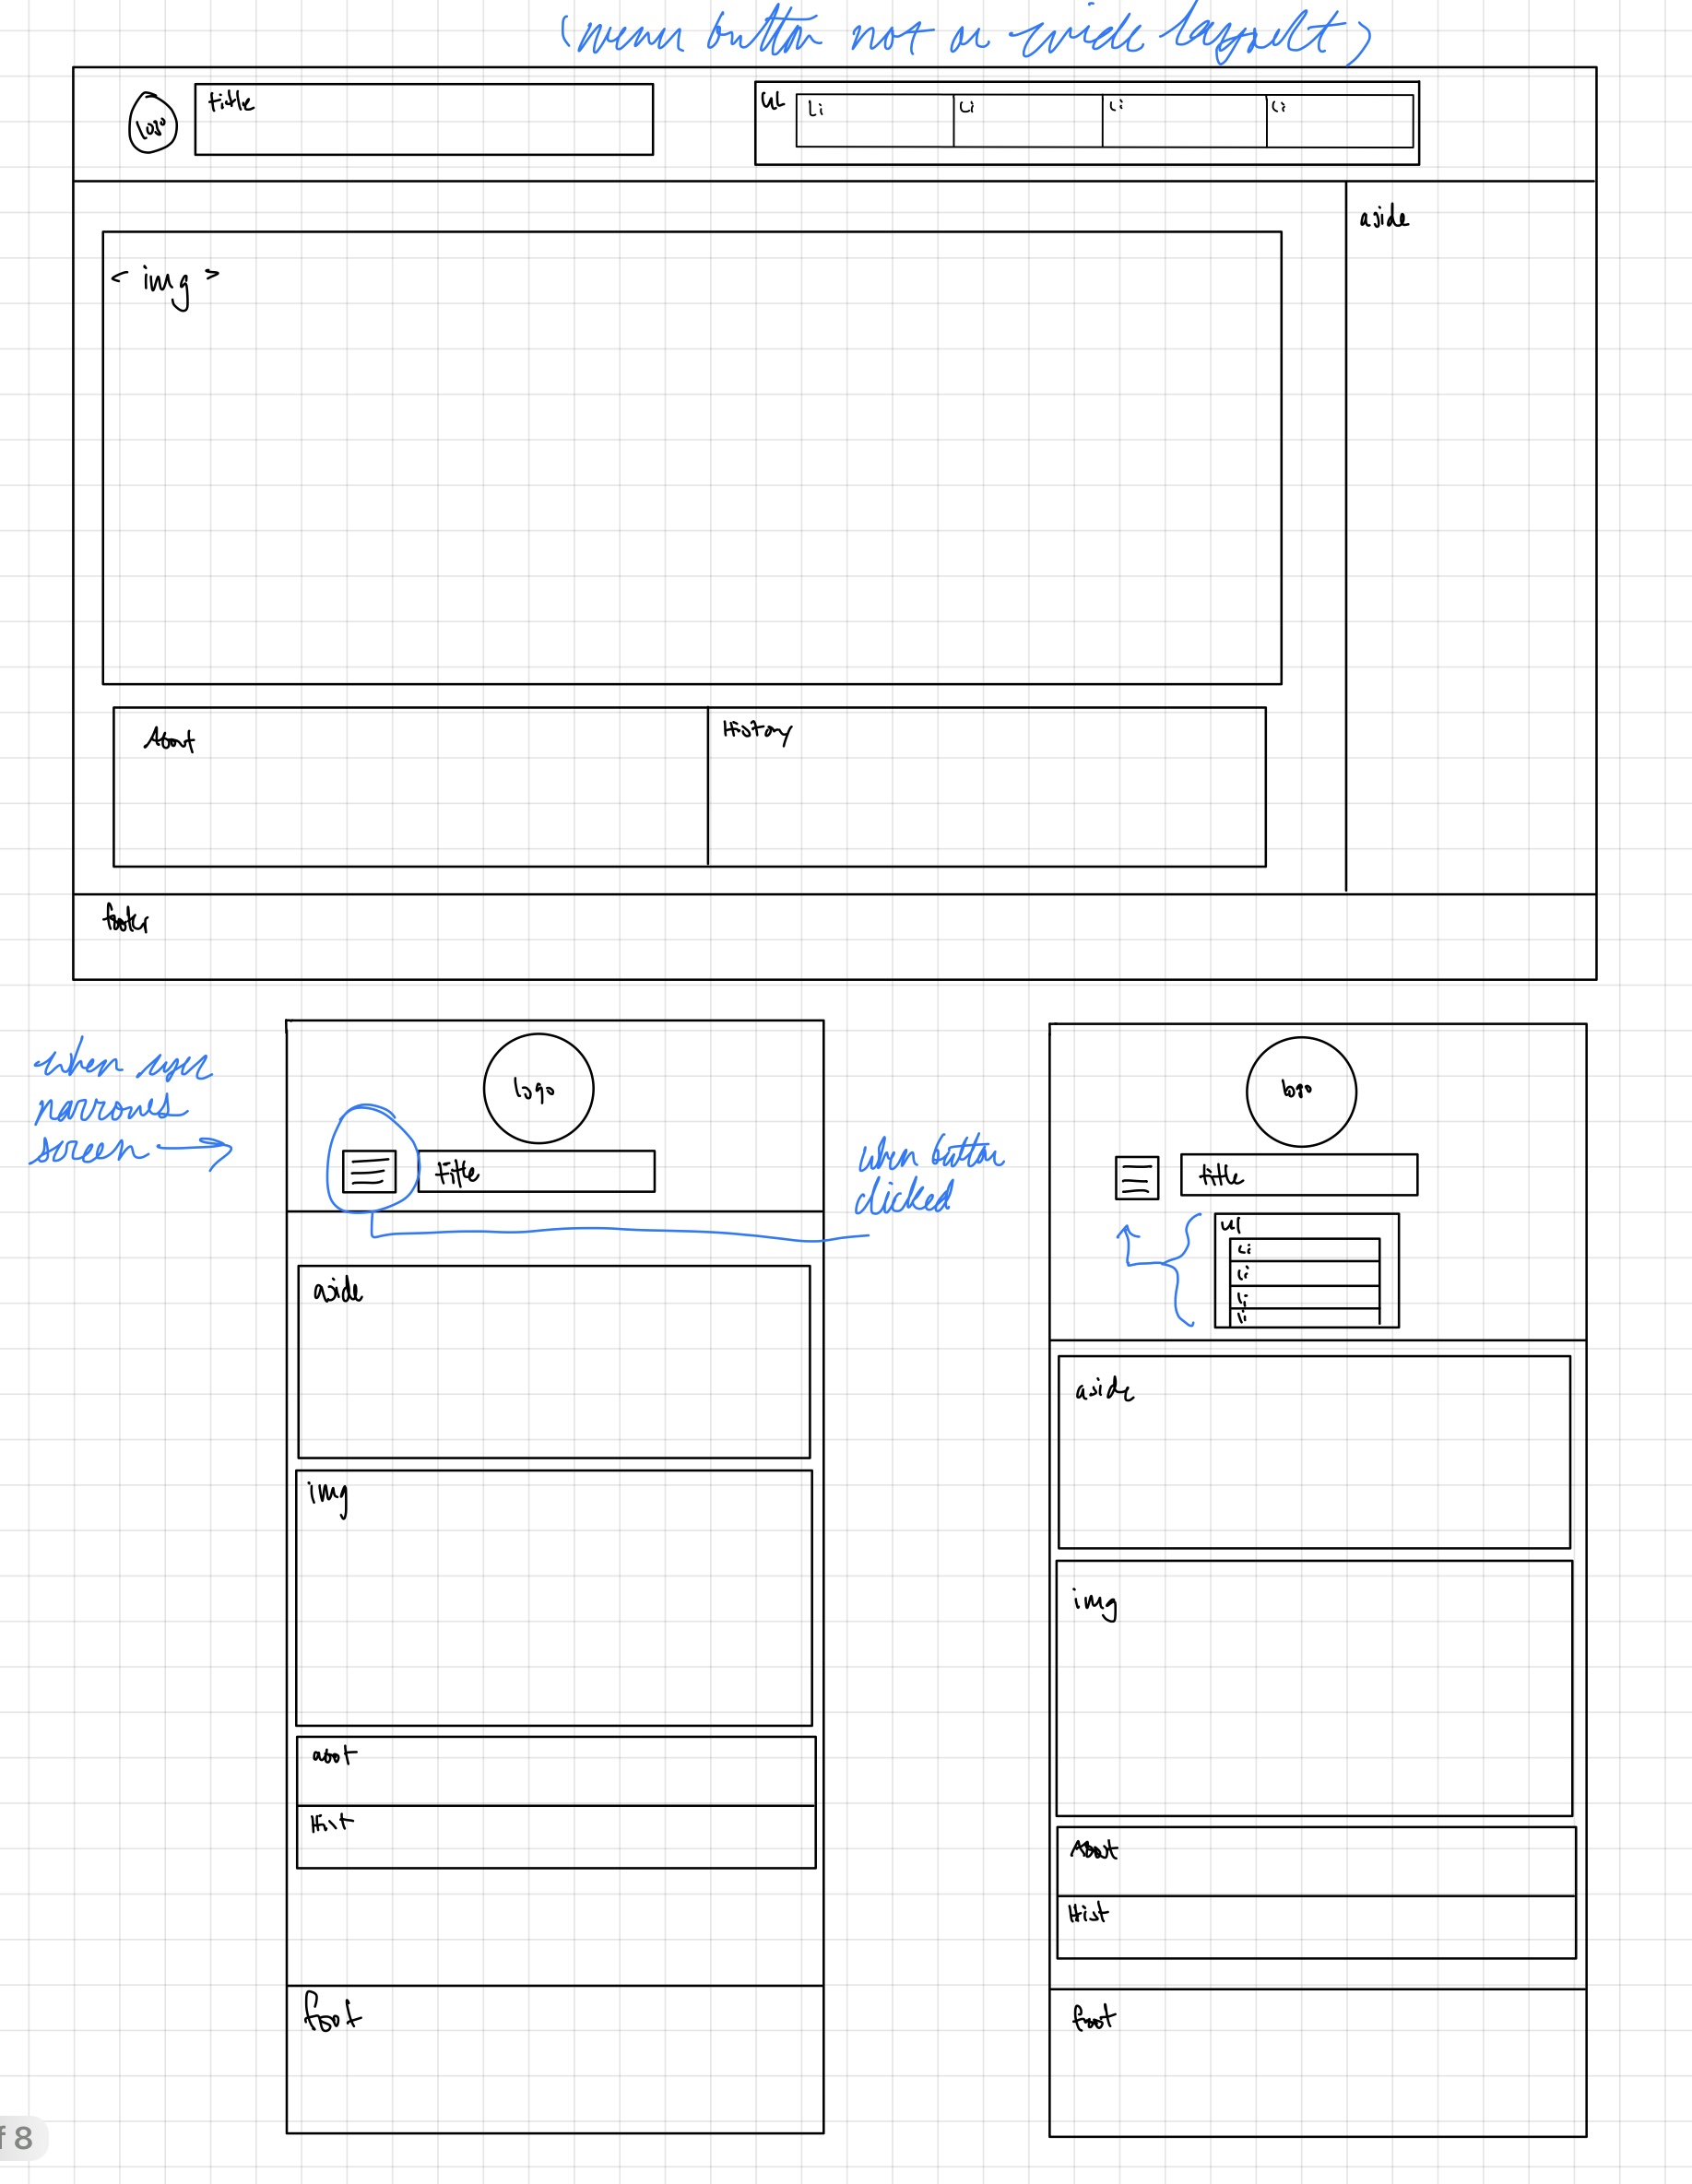 (menu button not on wide layout)
logo
title
UL
Li
Li
Li
Li
aside
< img >
About
History
footer
when user
narrows
screen
logo
title
when button
clicked
aside
img
abot
Hist
foot
logo
title
ul
Li
Li
Li
Li
aside
img
About
Hist
foot
f 8